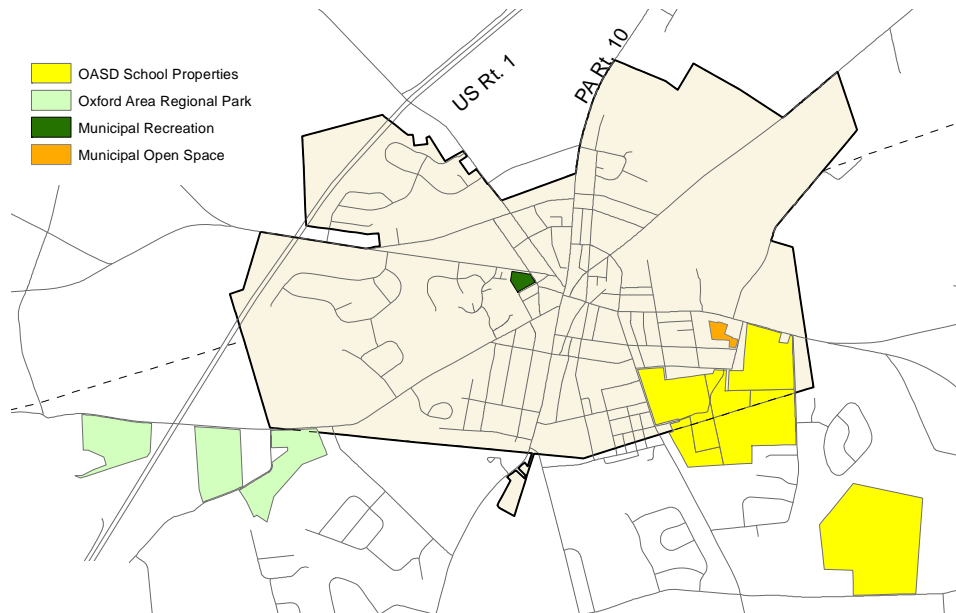 OASD School Properties
Oxford Area Regional Park
Municipal Recreation
Municipal Open Space
US Rt. 1
PA Rt. 10